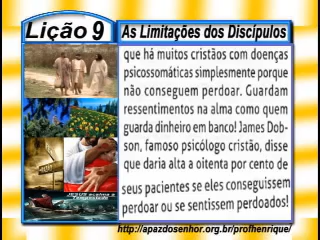 Lição 9
As Limitações dos Discípulos
que há muitos cristãos com doenças
psicossomáticas simplesmente porque
não conseguem perdoar. Guardam
ressentimentos na alma como quem
guarda dinheiro em banco! James Dob-
son, famoso psicólogo cristão, disse
que daria alta a oitenta por cento de
seus pacientes se eles conseguissem
perdoar ou se sentissem perdoados!
JESUS acalma a
Tempestade
http://apazdosenhor.org.br/profhenrique/